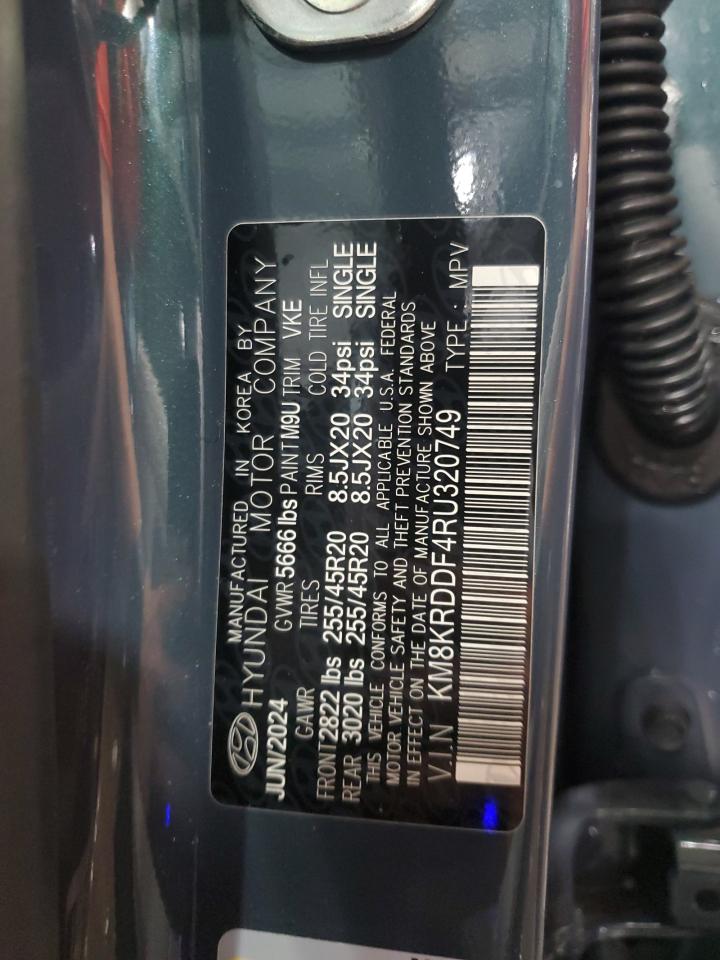 MANUFACTURED IN KOREA BY
HYUNDAI MOTOR COMPANY
JUN/2024 GVWR 5666 lbs PAINT M9U TRIM VKE
GAWR TIRES RIMS COLD TIRE INFL
FRONT 2822 lbs 255/45R20 8.5JX20 34psi SINGLE
REAR 3020 lbs 255/45R20 8.5JX20 34psi SINGLE
THIS VEHICLE CONFORMS TO ALL APPLICABLE U.S.A. FEDERAL
MOTOR VEHICLE SAFETY AND THEFT PREVENTION STANDARDS
IN EFFECT ON THE DATE OF MANUFACTURE SHOWN ABOVE
V.I.N KM8KRDDF4RU320749 TYPE : MPV